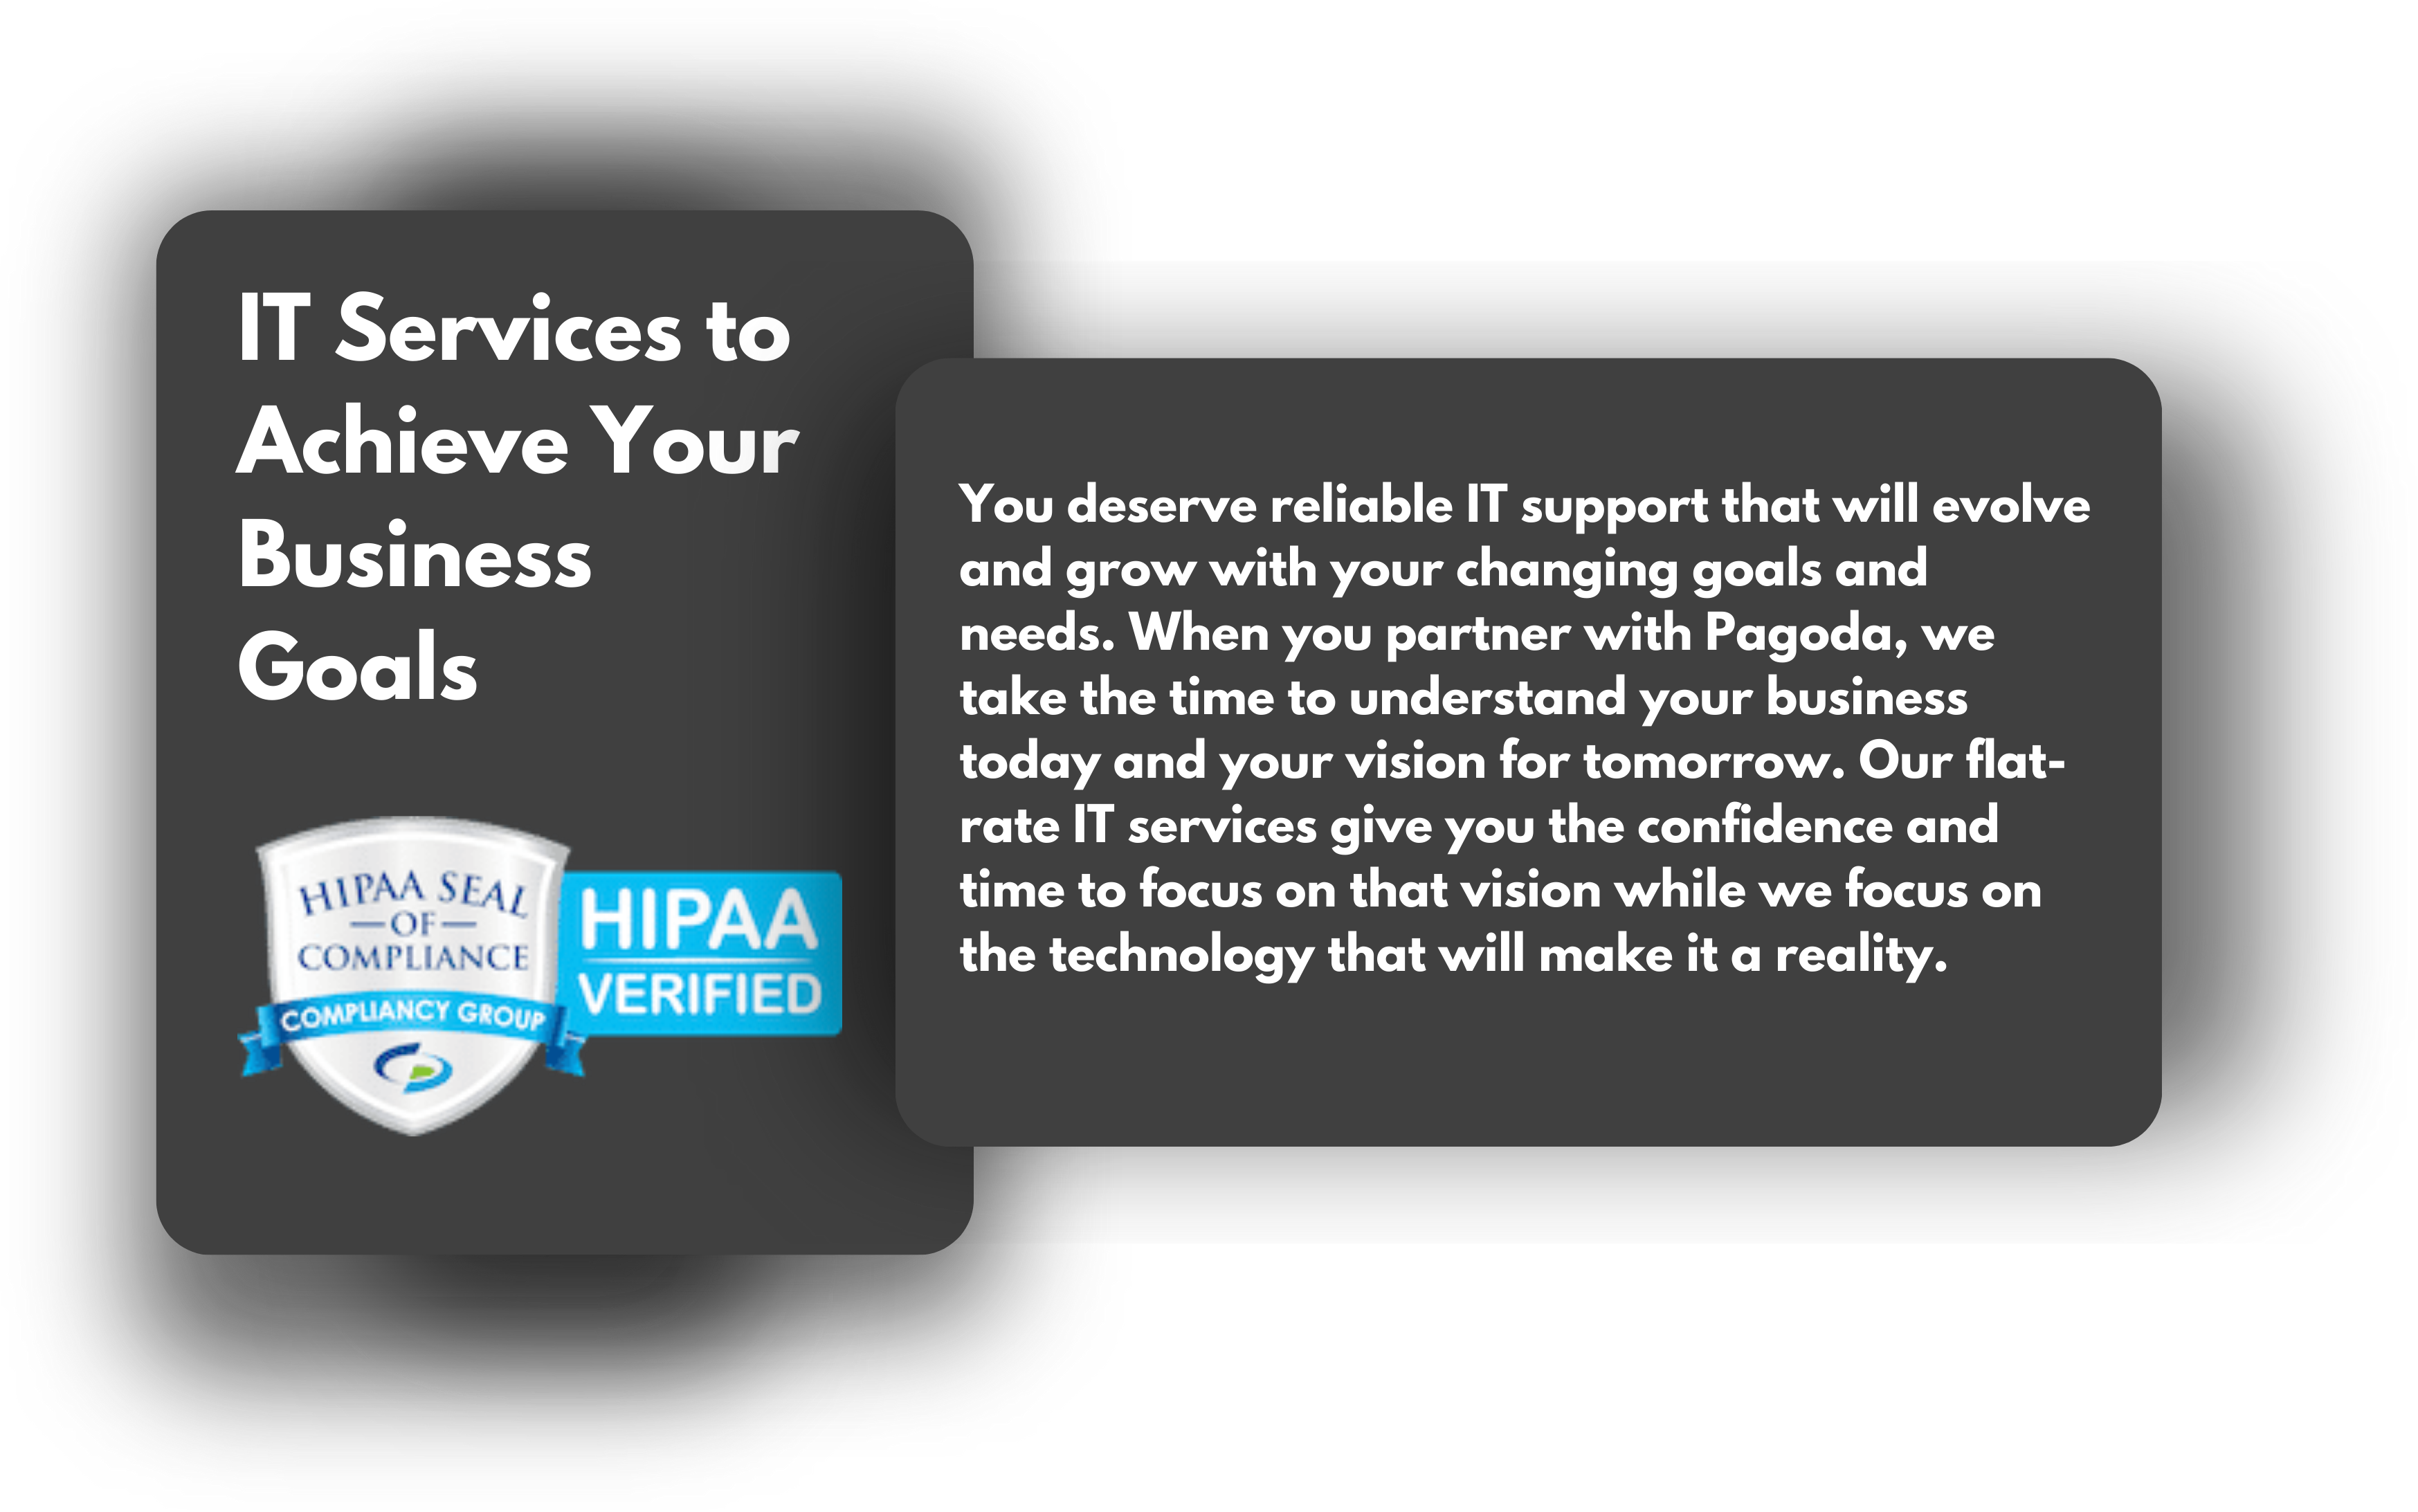 IT Services to
Achieve Your
Business
Goals
HIPAA SEAL
OF
COMPLIANCE
COMPLIANCY GROUP
HIPAA
VERIFIED
You deserve reliable IT support that will evolve
and grow with your changing goals and
needs. When you partner with Pagoda, we
take the time to understand your business
today and your vision for tomorrow. Our flat-
rate IT services give you the confidence and
time to focus on that vision while we focus on
the technology that will make it a reality.